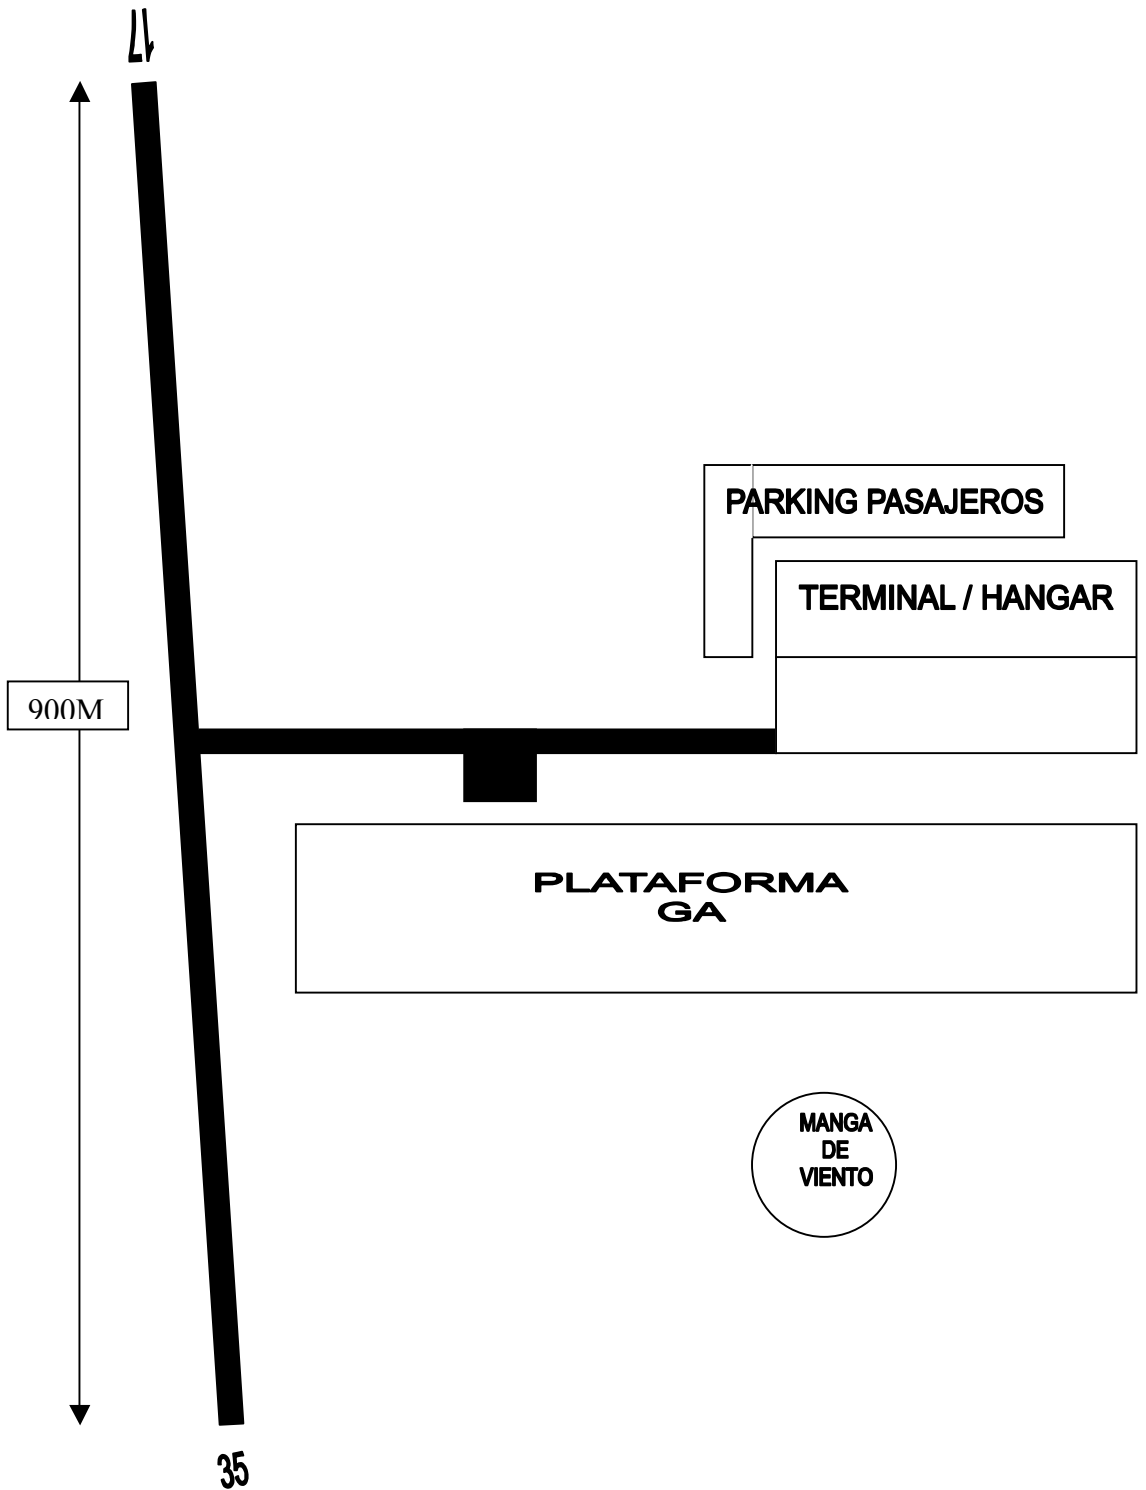 17
PARKING PASAJEROS
TERMINAL / HANGAR
900M
PLATAFORMA
GA
MANGA
DE
VIENTO
35